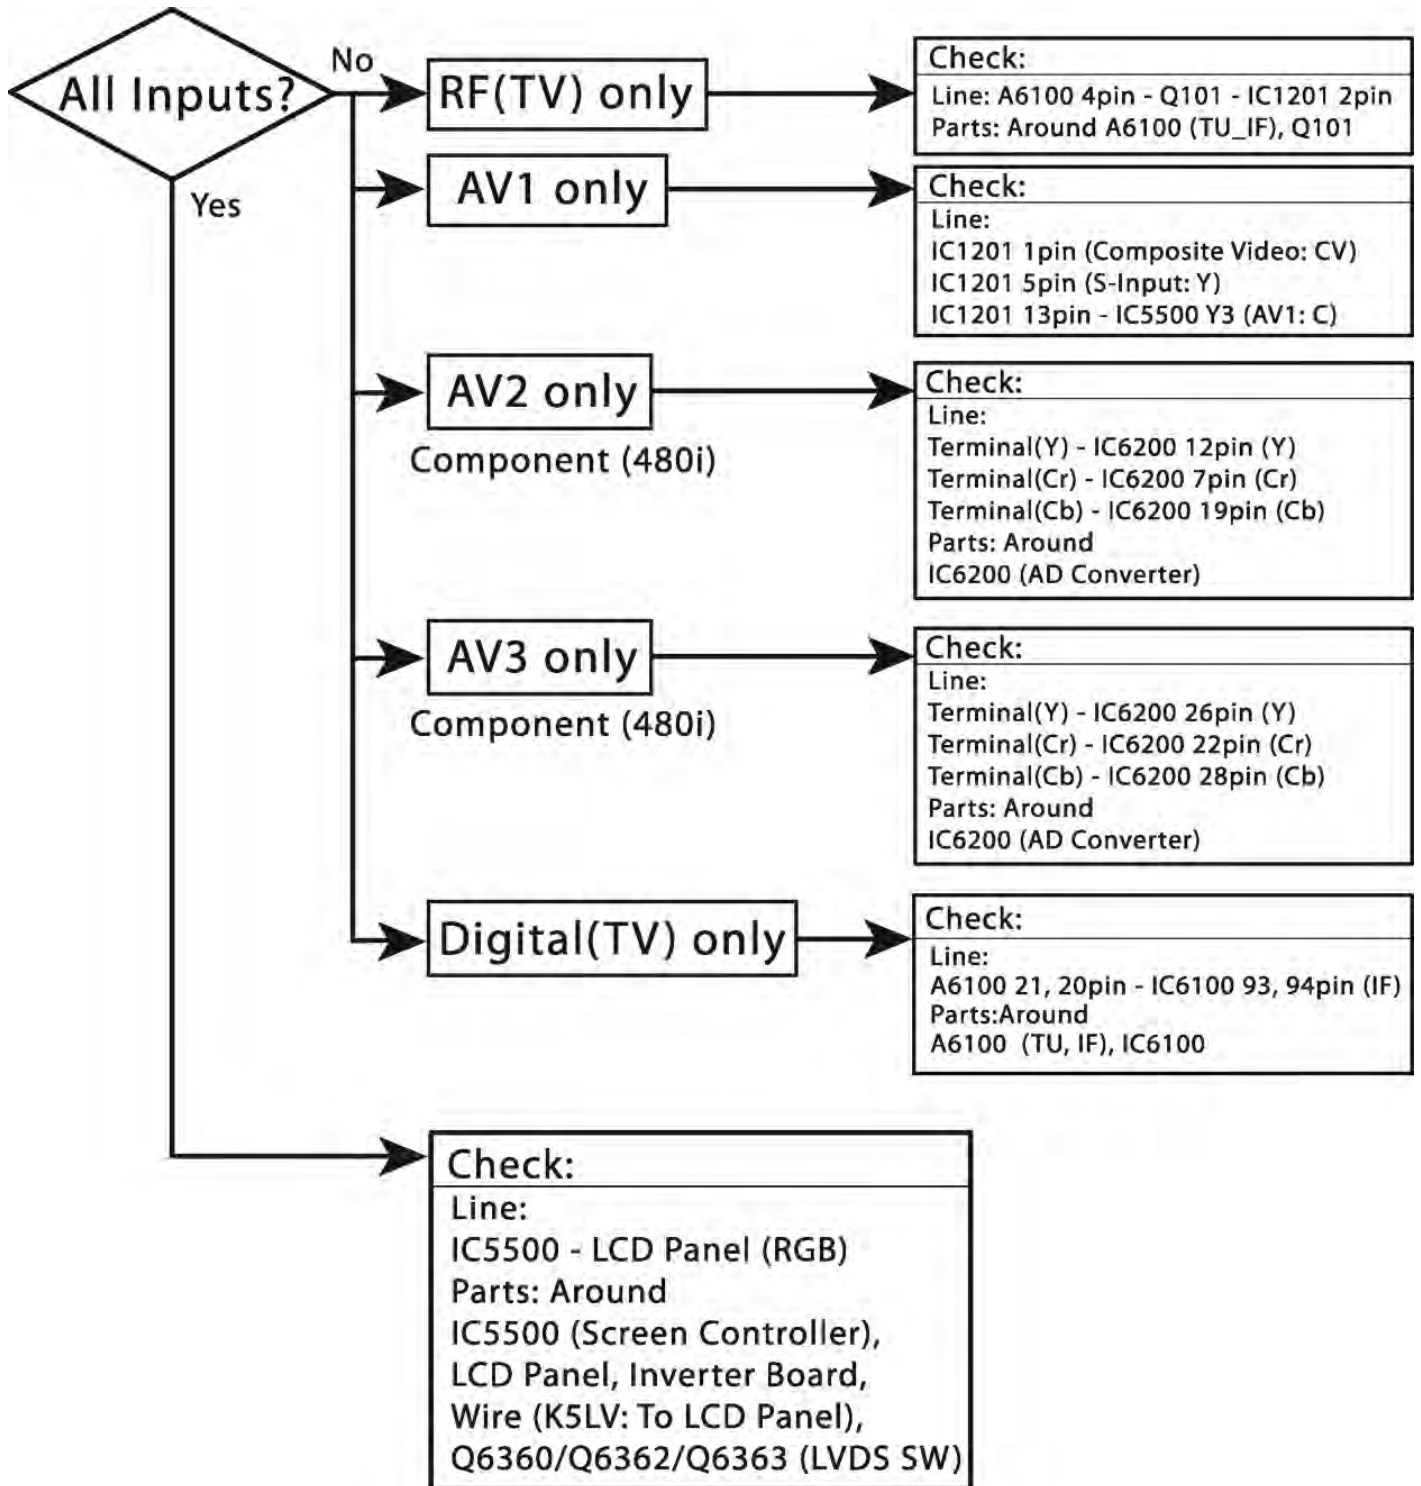 All Inputs?
No
Yes
RF(TV) only
Check:
Line: A6100 4pin - Q101 - IC1201 2pin
Parts: Around A6100 (TU_IF), Q101
AV1 only
Check:
Line:
IC1201 1pin (Composite Video: CV)
IC1201 5pin (S-Input: Y)
IC1201 13pin - IC5500 Y3 (AV1: C)
AV2 only
Component (480i)
Check:
Line:
Terminal(Y) - IC6200 12pin (Y)
Terminal(Cr) - IC6200 7pin (Cr)
Terminal(Cb) - IC6200 19pin (Cb)
Parts: Around
IC6200 (AD Converter)
AV3 only
Component (480i)
Check:
Line:
Terminal(Y) - IC6200 26pin (Y)
Terminal(Cr) - IC6200 22pin (Cr)
Terminal(Cb) - IC6200 28pin (Cb)
Parts: Around
IC6200 (AD Converter)
Digital(TV) only
Check:
Line:
A6100 21, 20pin - IC6100 93, 94pin (IF)
Parts:Around
A6100 (TU, IF), IC6100
Check:
Line:
IC5500 - LCD Panel (RGB)
Parts: Around
IC5500 (Screen Controller),
LCD Panel, Inverter Board,
Wire (K5LV: To LCD Panel),
Q6360/Q6362/Q6363 (LVDS SW)